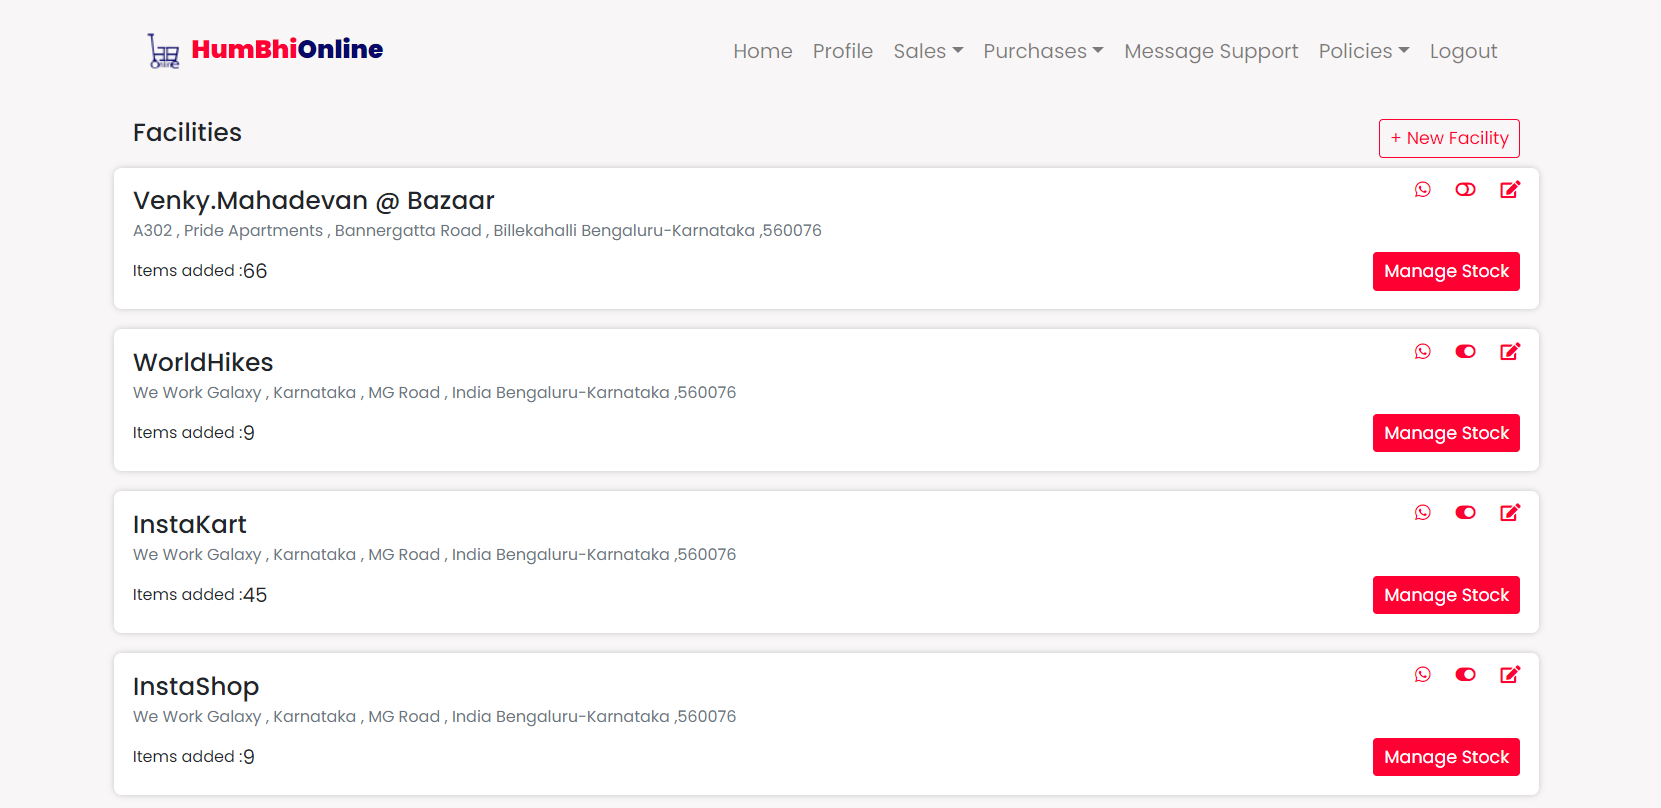 Online
HumBhiOnline
Home Profile Sales Purchases Message Support Policies Logout
Facilities
+ New Facility
Venky.Mahadevan @ Bazaar
A302 , Pride Apartments , Bannergatta Road , Billekahalli Bengaluru-Karnataka ,560076
Items added :66
Manage Stock
WorldHikes
We Work Galaxy , Karnataka , MG Road , India Bengaluru-Karnataka ,560076
Items added :9
Manage Stock
InstaKart
We Work Galaxy , Karnataka , MG Road , India Bengaluru-Karnataka ,560076
Items added :45
Manage Stock
InstaShop
We Work Galaxy , Karnataka , MG Road , India Bengaluru-Karnataka ,560076
Items added :9
Manage Stock